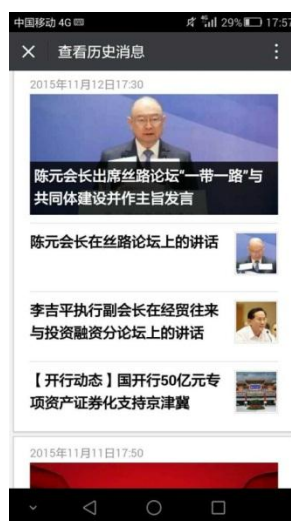 中国移动 4G 29% 17:57
查看历史消息
2015年11月12日17:30
陈元会长出席丝路论坛“一带一路”与
共同体建设并作主旨发言
陈元会长在丝路论坛上的讲话
李吉平执行副会长在经贸往来
与投资融资分论坛上的讲话
【开行动态】国开行50亿元专
项资产证券化支持京津冀
2015年11月11日17:50